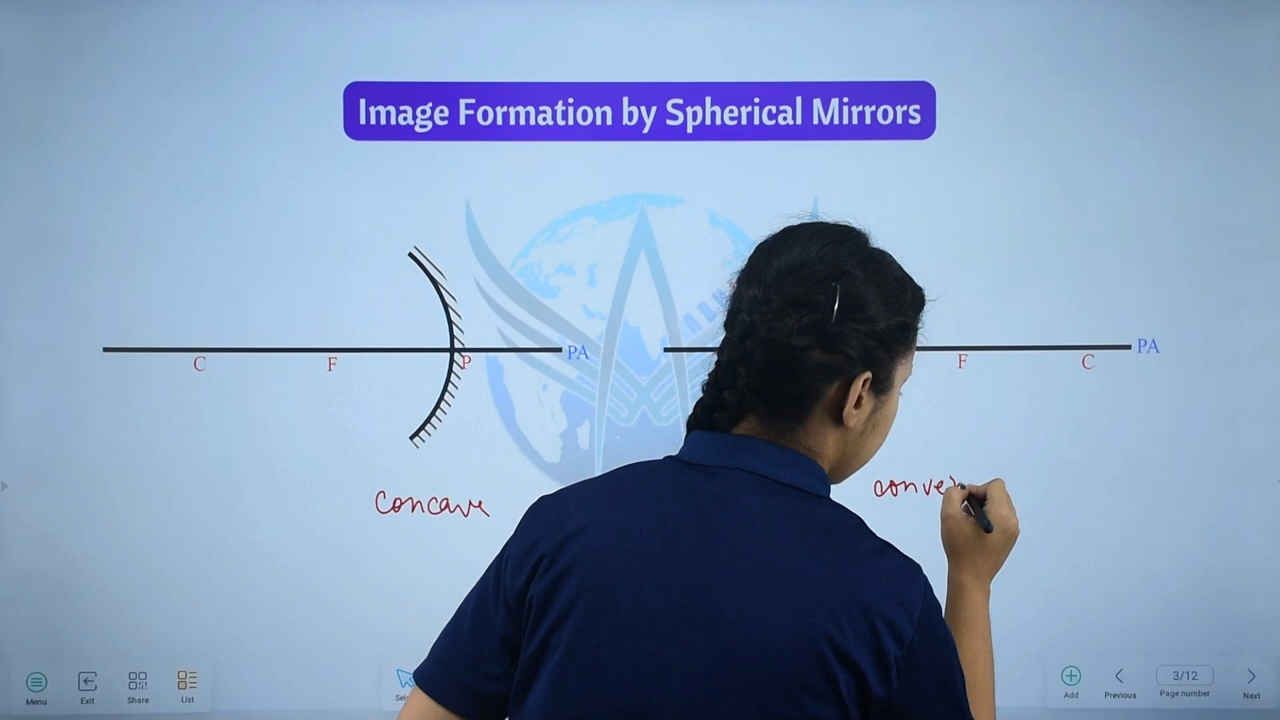 Image Formation by Spherical Mirrors
C F P PA
F C PA
concave
conve
Menu Exit Share List
Add Previous 3/12 Page number Next